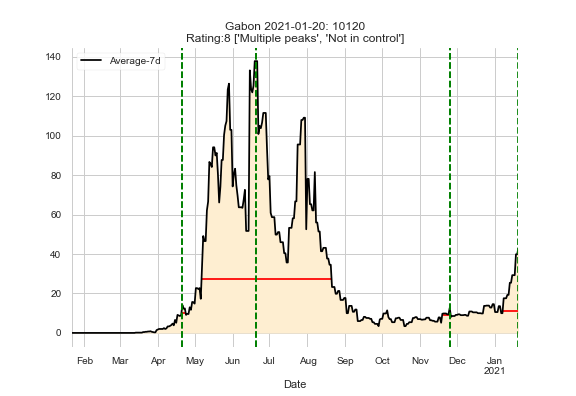 Gabon 2021-01-20: 10120
Rating:8 ['Multiple peaks', 'Not in control']
Average-7d
140
120
100
80
60
40
20
0
Feb Mar Apr May Jun Jul Aug Sep Oct Nov Dec Jan
2021
Date